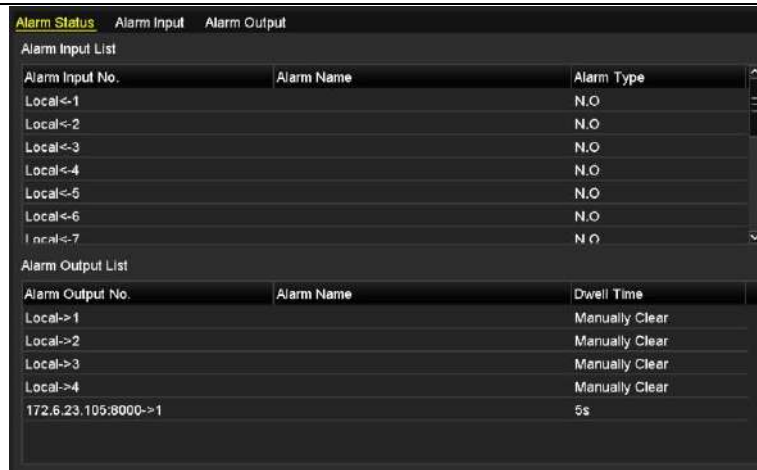 Alarm Status Alarm Input Alarm Output
Alarm Input List
Alarm Input No. Alarm Name Alarm Type
Local<-1 N.O
Local<-2 N.O
Local<-3 N.O
Local<-4 N.O
Local<-5 N.O
Local<-6 N.O
Local<-7 N.O
Alarm Output List
Alarm Output No. Alarm Name Dwell Time
Local->1 Manually Clear
Local->2 Manually Clear
Local->3 Manually Clear
Local->4 Manually Clear
172.6.23.105:8000->1 5s